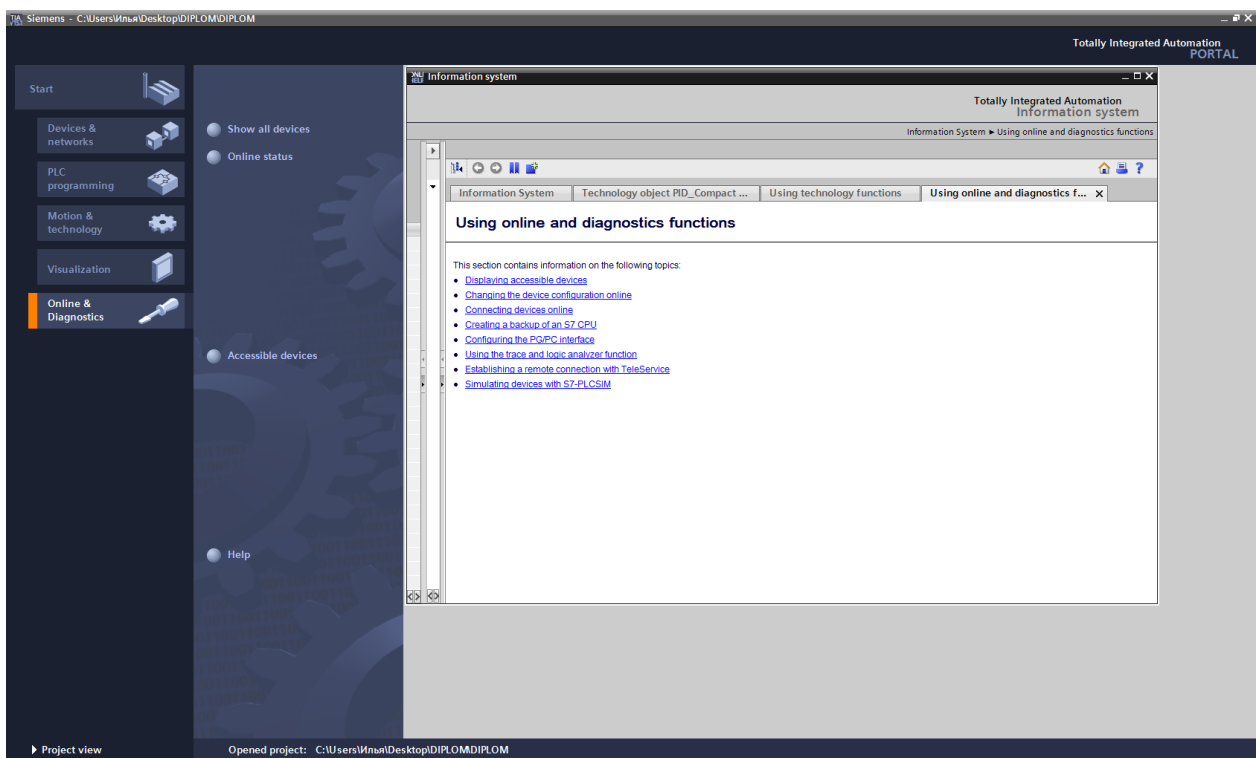 Siemens - C:\Users\Илья\Desktop\DIPLOM\DIPLOM
Totally Integrated Automation
PORTAL
Start
Devices &
networks
PLC
programming
Motion &
technology
Visualization
Online &
Diagnostics
Show all devices
Online status
Accessible devices
Help
Information system
Totally Integrated Automation
Information system
Information System ▸ Using online and diagnostics functions
Information System
Technology object PID_Compact ...
Using technology functions
Using online and diagnostics f...
Using online and diagnostics functions
This section contains information on the following topics:
• Displaying accessible devices
• Changing the device configuration online
• Connecting devices online
• Creating a backup of an S7 CPU
• Configuring the PG/PC interface
• Using the trace and logic analyzer function
• Establishing a remote connection with TeleService
• Simulating devices with S7-PLCSIM
Project view
Opened project: C:\Users\Илья\Desktop\DIPLOM\DIPLOM